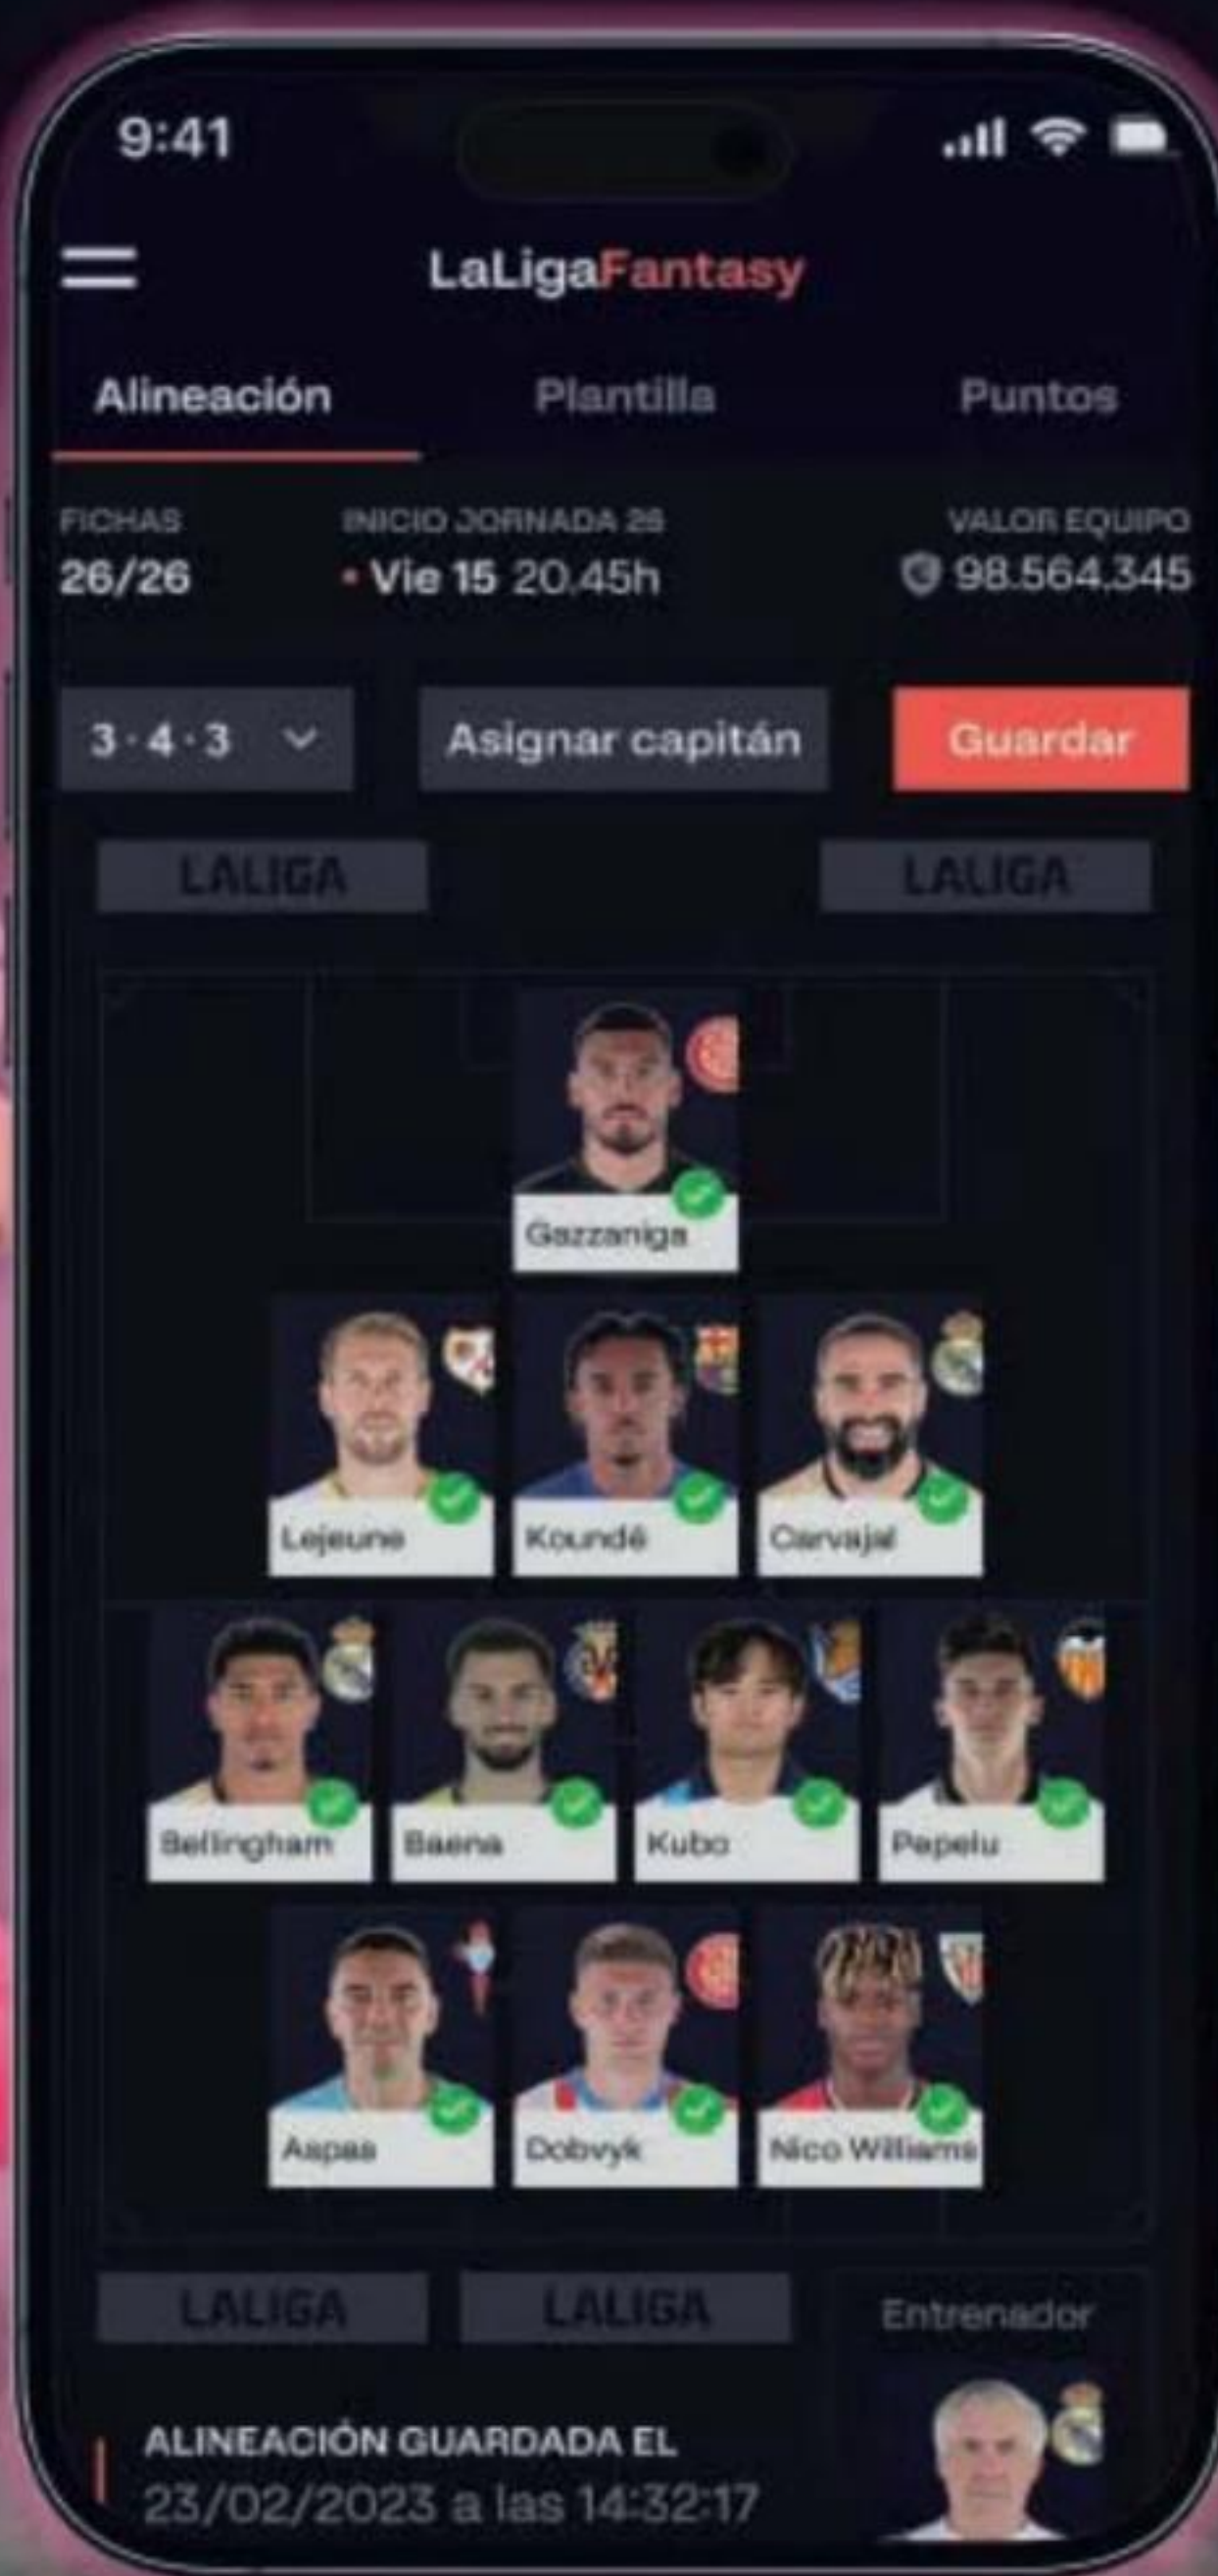 9:41
LaLigaFantasy
Alineación Plantilla Puntos
FICHAS INICIO JORNADA 26 VALOR EQUIPO
26/26 • Vie 15 20.45h 98.564.345
3 · 4 · 3 Asignar capitán Guardar
LALIGA LALIGA
Gazzaniga
Lejeune Koundé Carvajal
Bellingham Baena Kubo Pepelu
Aspas Dobvyk Nico Williams
LALIGA LALIGA Entrenador
ALINEACIÓN GUARDADA EL
23/02/2023 a las 14:32:17